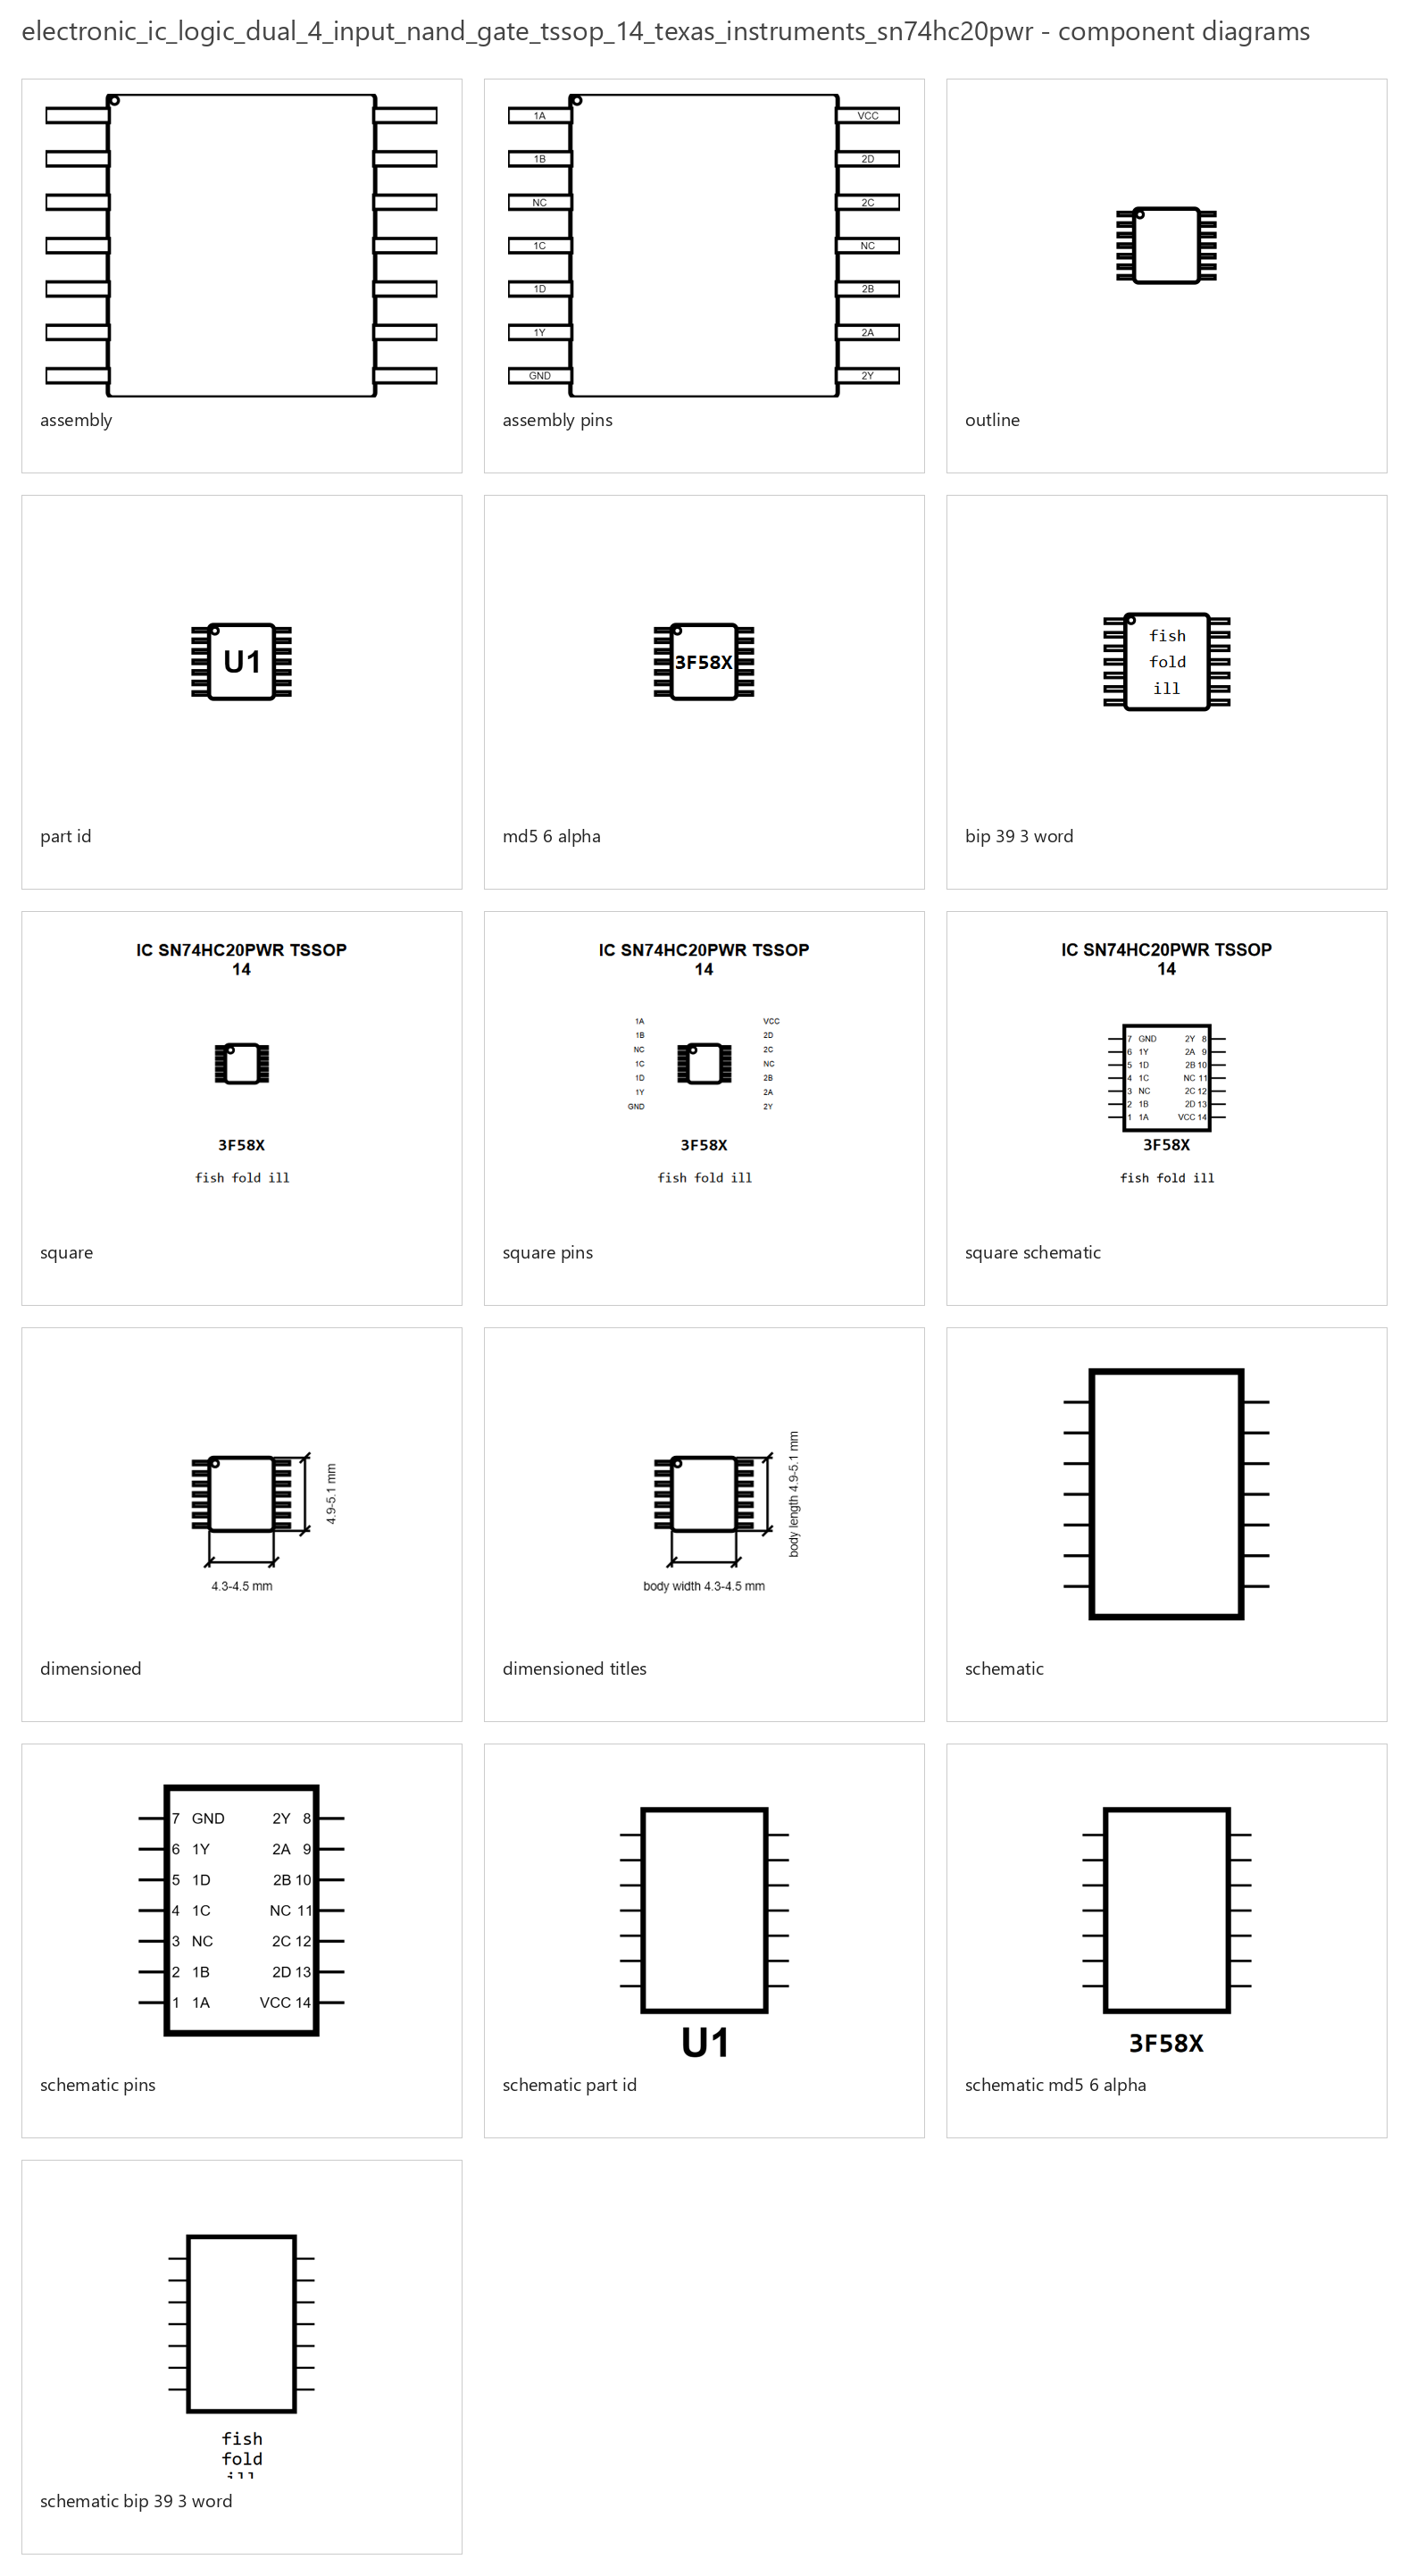 electronic_ic_logic_dual_4_input_nand_gate_tssop_14_texas_instruments_sn74hc20pwr - component diagrams
assembly
1A VCC
1B 2D
NC 2C
1C NC
1D 2B
1Y 2A
GND 2Y
assembly pins
outline
U1
part id
3F58X
md5 6 alpha
fish
fold
ill
bip 39 3 word
IC SN74HC20PWR TSSOP
14
3F58X
fish fold ill
square
IC SN74HC20PWR TSSOP
14
1A VCC
1B 2D
NC 2C
1C NC
1D 2B
1Y 2A
GND 2Y
3F58X
fish fold ill
square pins
IC SN74HC20PWR TSSOP
14
7 GND 2Y 8
6 1Y 2A 9
5 1D 2B 10
4 1C NC 11
3 NC 2C 12
2 1B 2D 13
1 1A VCC 14
3F58X
fish fold ill
square schematic
4.9-5.1 mm
4.3-4.5 mm
dimensioned
body length 4.9-5.1 mm
body width 4.3-4.5 mm
dimensioned titles
schematic
7 GND 2Y 8
6 1Y 2A 9
5 1D 2B 10
4 1C NC 11
3 NC 2C 12
2 1B 2D 13
1 1A VCC 14
schematic pins
U1
schematic part id
3F58X
schematic md5 6 alpha
fish
fold
ill
schematic bip 39 3 word